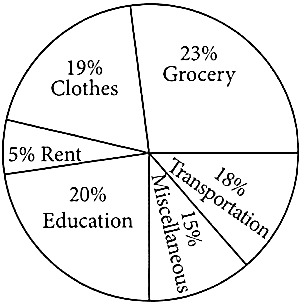 23%
Grocery
19%
Clothes
5% Rent
20%
Education
15%
Miscellaneous
18%
Transportation